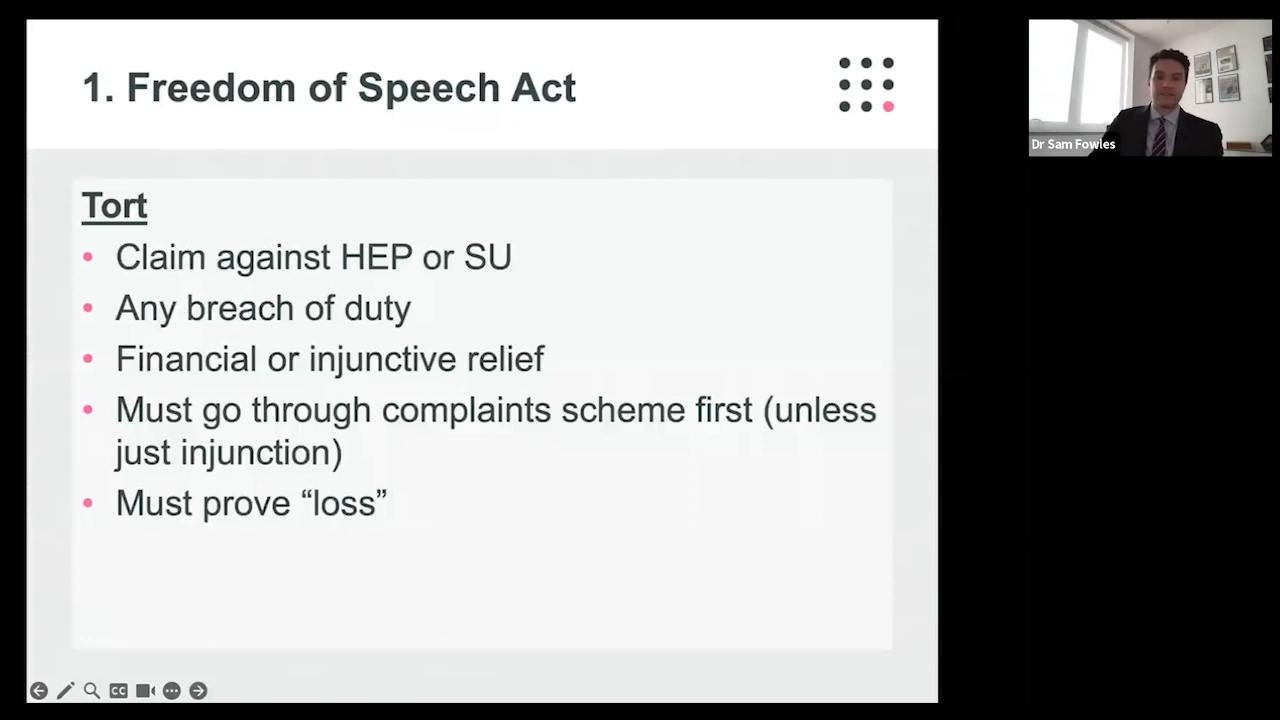 1. Freedom of Speech Act
Tort
• Claim against HEP or SU
• Any breach of duty
• Financial or injunctive relief
• Must go through complaints scheme first (unless
just injunction)
• Must prove “loss”
Dr Sam Fowles
CC